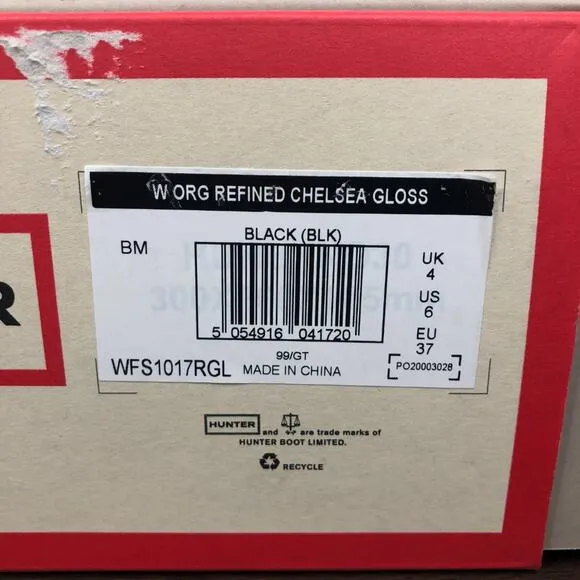 W ORG REFINED CHELSEA GLOSS
BM
BLACK (BLK)
UK
4
US
6
EU
37
5 054916 041720
99/GT
WFS1017RGL
MADE IN CHINA
PO20003028
R
HUNTER and are trade marks of
HUNTER BOOT LIMITED.
RECYCLE